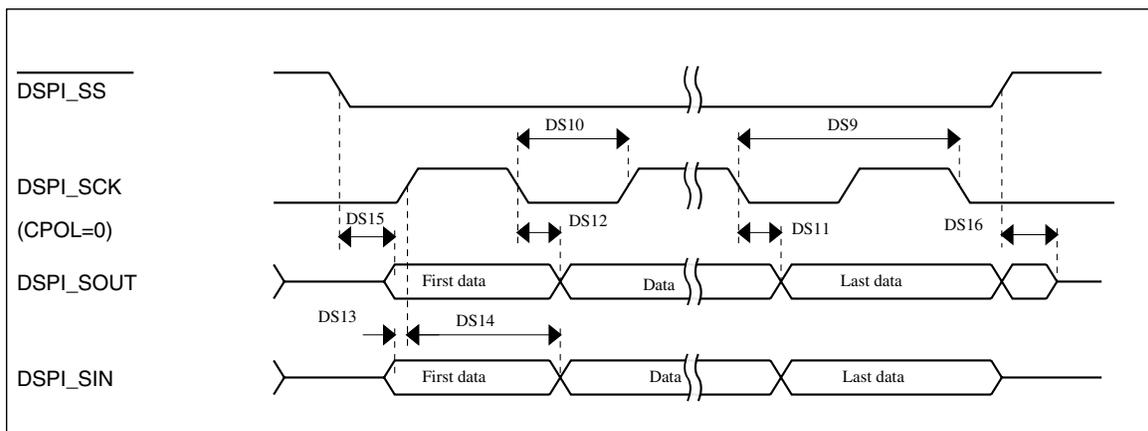 DSPI_SS
DS10
DS9
DSPI_SCK
(CPOL=0)
DS15
DS12
DS11
DS16
DSPI_SOUT
First data
Data
Last data
DS13
DS14
DSPI_SIN
First data
Data
Last data